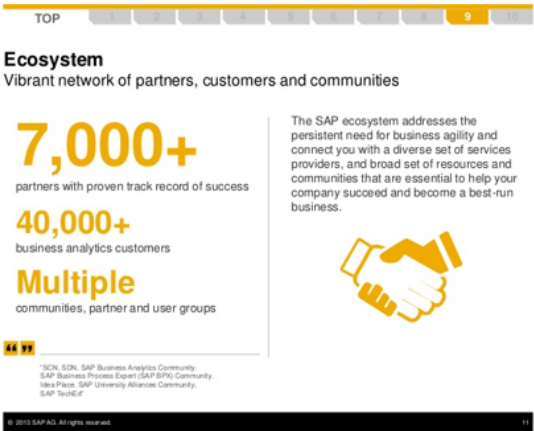 TOP 1 2 3 4 5 6 7 8 9 10
Ecosystem
Vibrant network of partners, customers and communities
7,000+
partners with proven track record of success
40,000+
business analytics customers
Multiple
communities, partner and user groups
The SAP ecosystem addresses the
persistent need for business agility and
connect you with a diverse set of services
providers, and broad set of resources and
communities that are essential to help your
company succeed and become a best-run
business.
“ ”
"SCN, SDN, SAP Business Analytics Community.
SAP Business Process Expert (SAP BPX) Community.
Idea Place. SAP University Alliances Community,
SAP TechEd"
© 2013 SAP AG. All rights reserved.
11